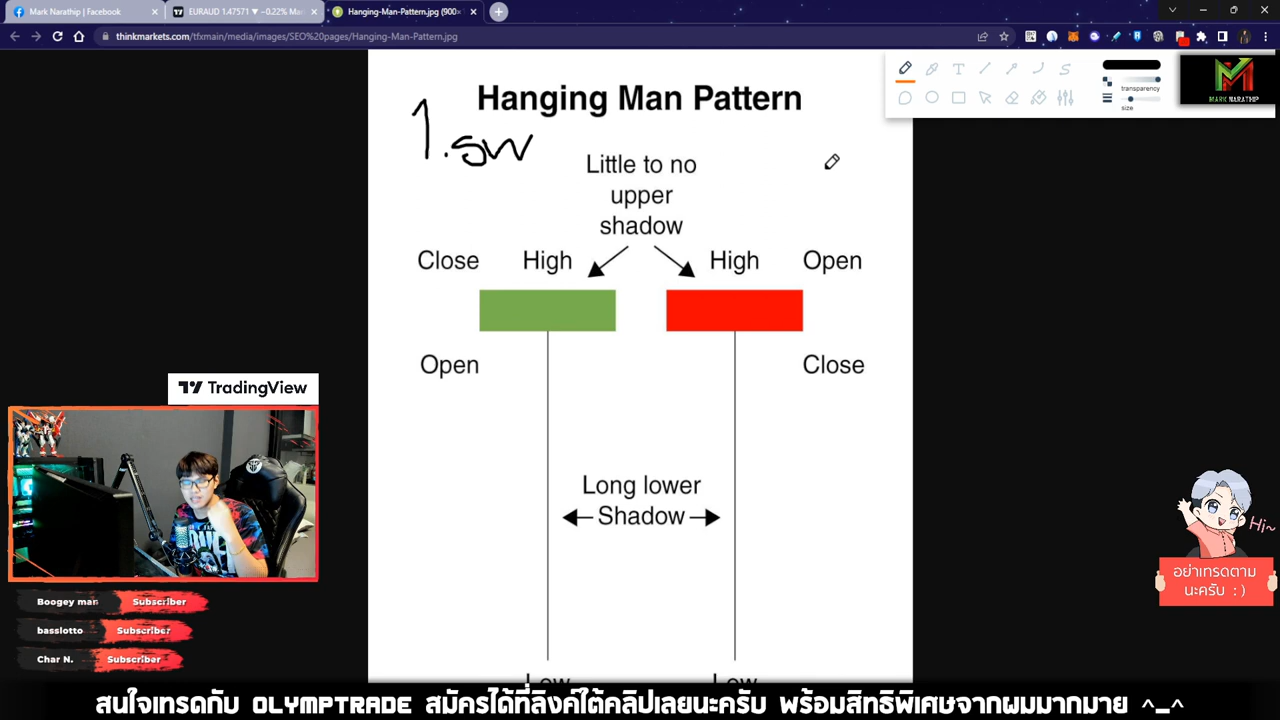 Mark Narathip | Facebook
EURAUD 1.47571 ▼ −0.22%
Hanging-Man-Pattern.jpg (900×
thinkmarkets.com/tfxmain/media/images/SEO%20pages/Hanging-Man-Pattern.jpg
transparency
size
MARK NARATHIP
Hanging Man Pattern
1.SW
Little to no
upper
shadow
Close High High Open
Open Close
Long lower
Shadow
Low Low
TradingView
Boogey man Subscriber
basslotto Subscriber
Char N. Subscriber
Hi~
อย่าเทรดตาม
นะครับ :)
สนใจเทรดกับ OLYMPTRADE สมัครได้ที่ลิงค์ใต้คลิปเลยนะครับ พร้อมสิทธิพิเศษจากผมมากมาย ^_^